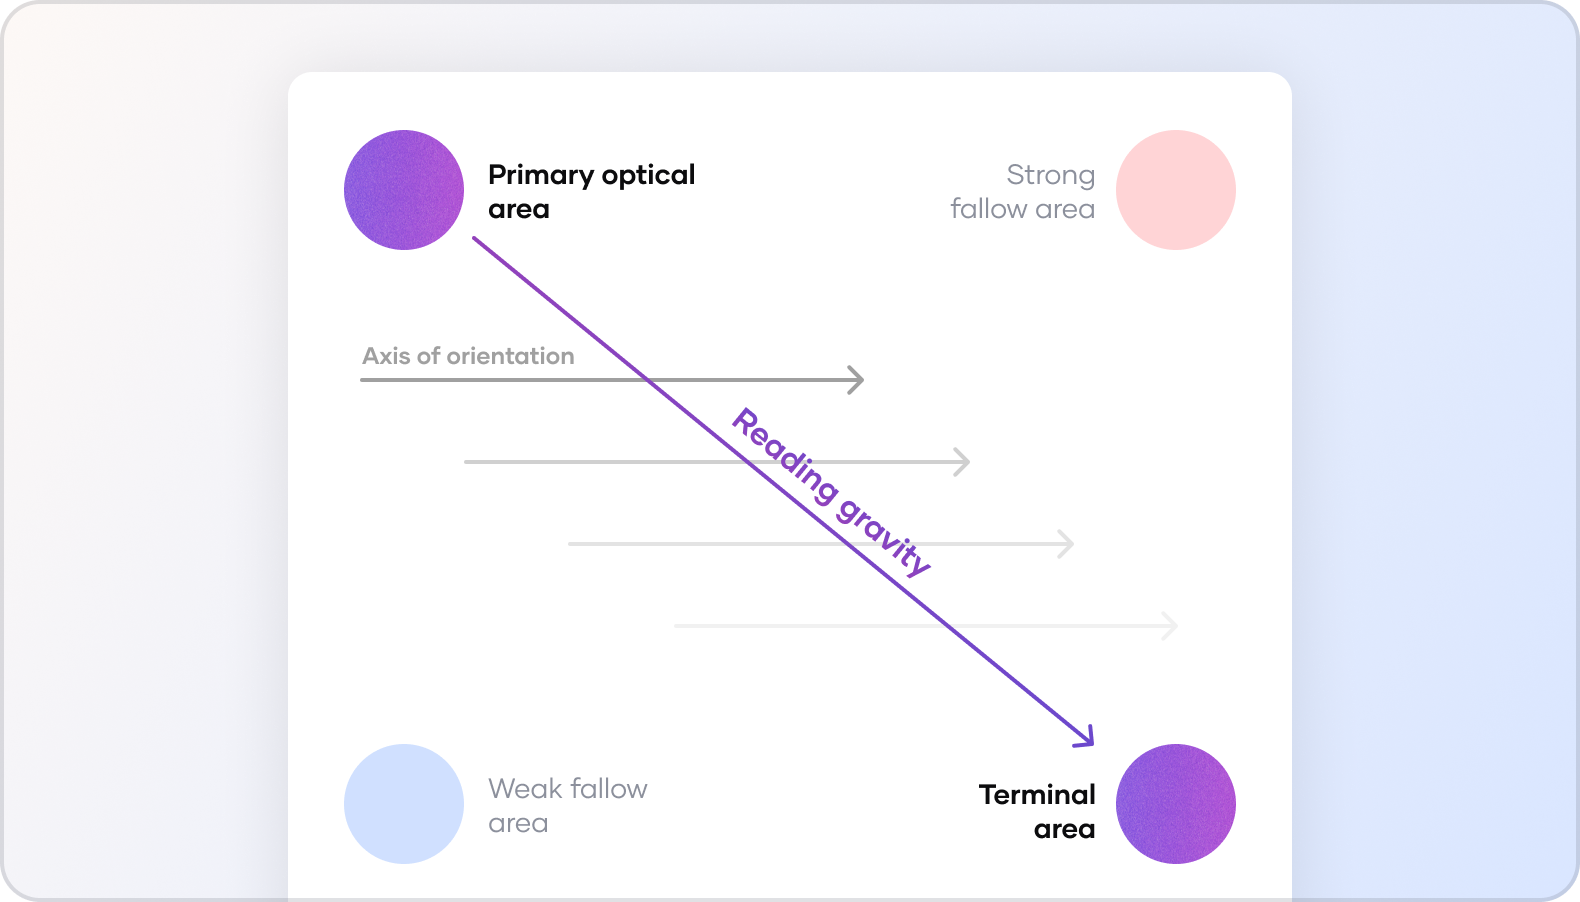 Primary optical
area
Strong
fallow area
Axis of orientation
Reading gravity
Weak fallow
area
Terminal
area